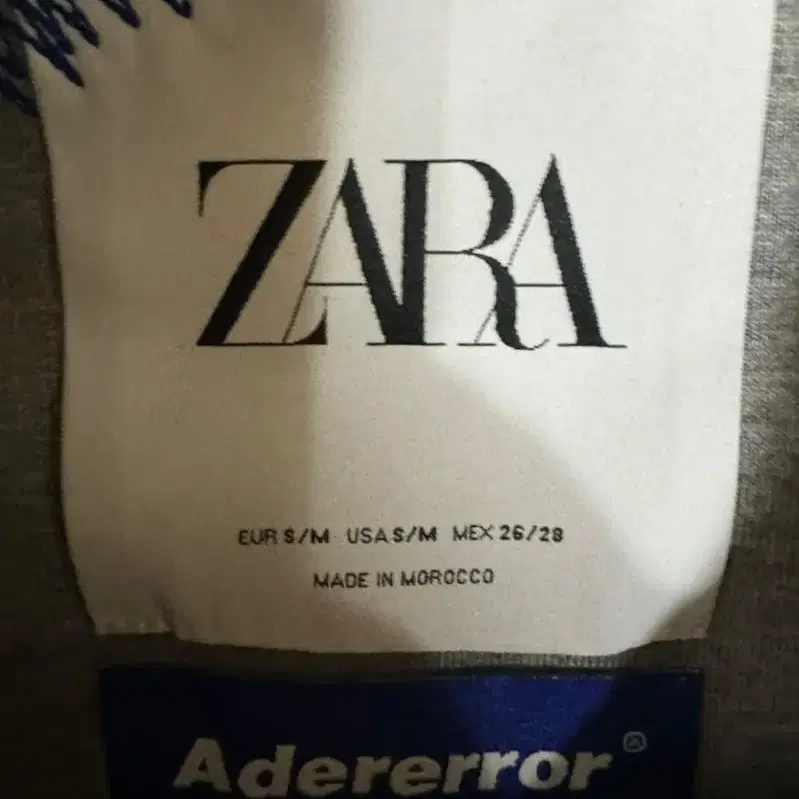 ZARA
EUR S/M USA S/M MEX 26/28
MADE IN MOROCCO
Adererror®